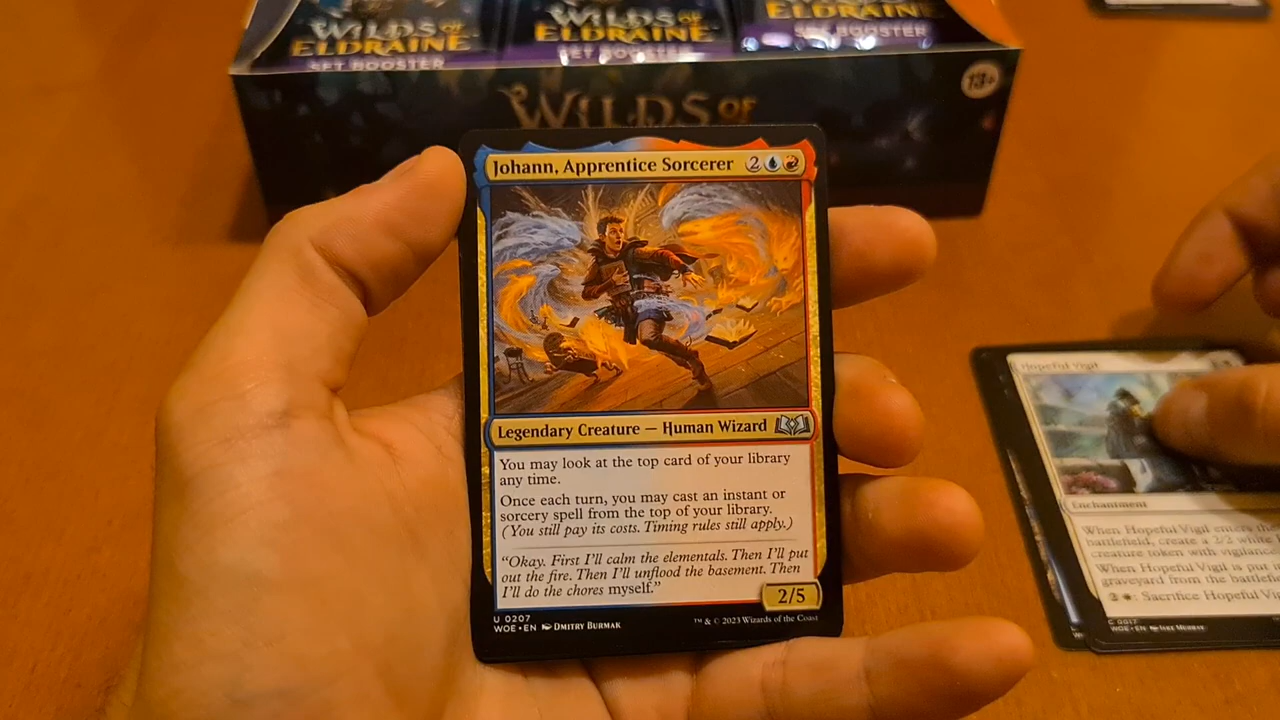 WILDS OF
ELDRAINE
SET BOOSTER
WILDS OF
ELDRAINE
SET BOOSTER
ELDRAINE
SET BOOSTER
13+
WILDS OF
Johann, Apprentice Sorcerer 2
Legendary Creature — Human Wizard
You may look at the top card of your library
any time.
Once each turn, you may cast an instant or
sorcery spell from the top of your library.
(You still pay its costs. Timing rules still apply.)
“Okay. First I’ll calm the elementals. Then I’ll put
out the fire. Then I’ll unflood the basement. Then
I’ll do the chores myself.”
2/5
U 0207
WOE • EN Dmitry Burmak
™ & © 2023 Wizards of the Coast
Hopeful Vigil
Enchantment
When Hopeful Vigil enters the
battlefield, create a 2/2 white
creature token with vigilance
When Hopeful Vigil is put
graveyard from the battlefield
2 : Sacrifice Hopeful
C 0017
WOE • EN